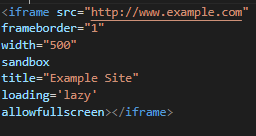 <iframe src="http://www.example.com"
frameborder="1"
width="500"
sandbox
title="Example Site"
loading='lazy'
allowfullscreen></iframe>